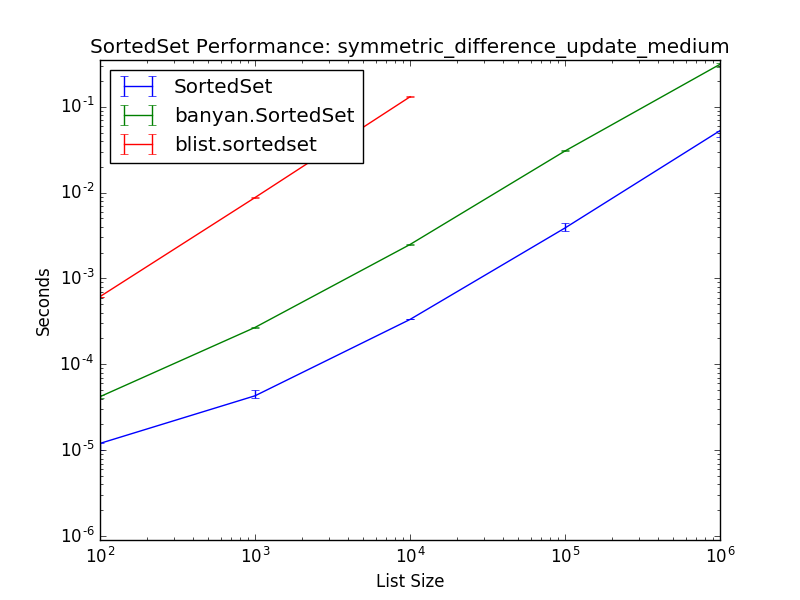 SortedSet Performance: symmetric_difference_update_medium
SortedSet
banyan.SortedSet
blist.sortedset
10^-1
10^-2
10^-3
10^-4
10^-5
10^-6
Seconds
10^2 10^3 10^4 10^5 10^6
List Size